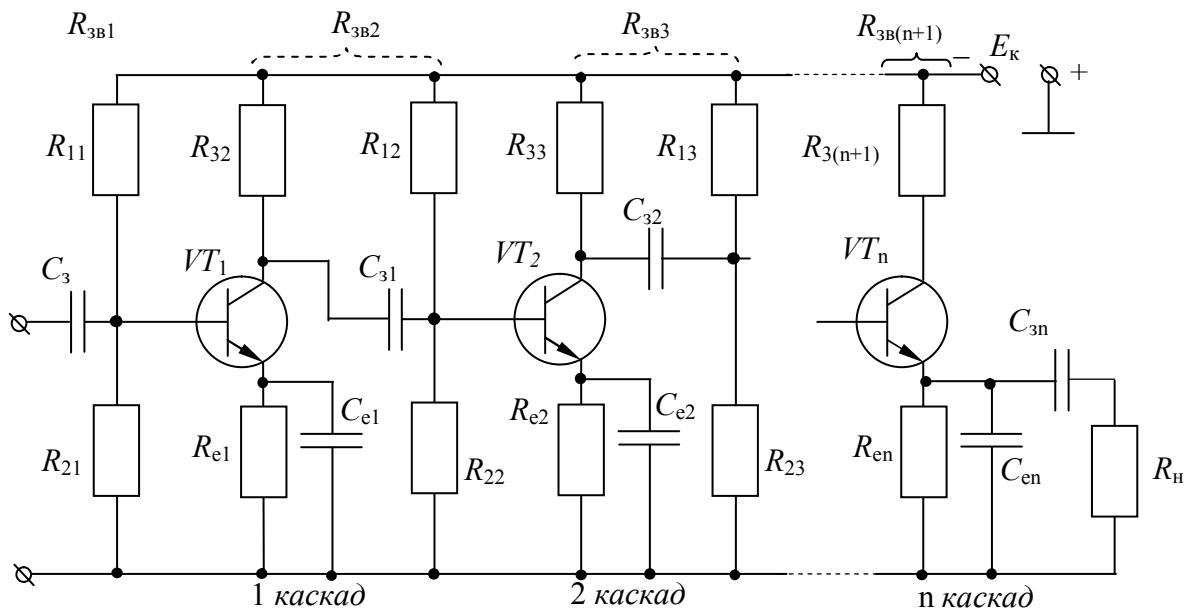 Rзв1 Rзв2 Rзв3 Rзв(n+1) − Eк +
R11 R32 R12 R33 R13 R3(n+1)
Cз VT1 Cз1 VT2 Cз2 VTn Cзn
R21 Re1 Ce1 R22 Re2 Ce2 R23 Ren Cen Rн
1 каскад 2 каскад n каскад